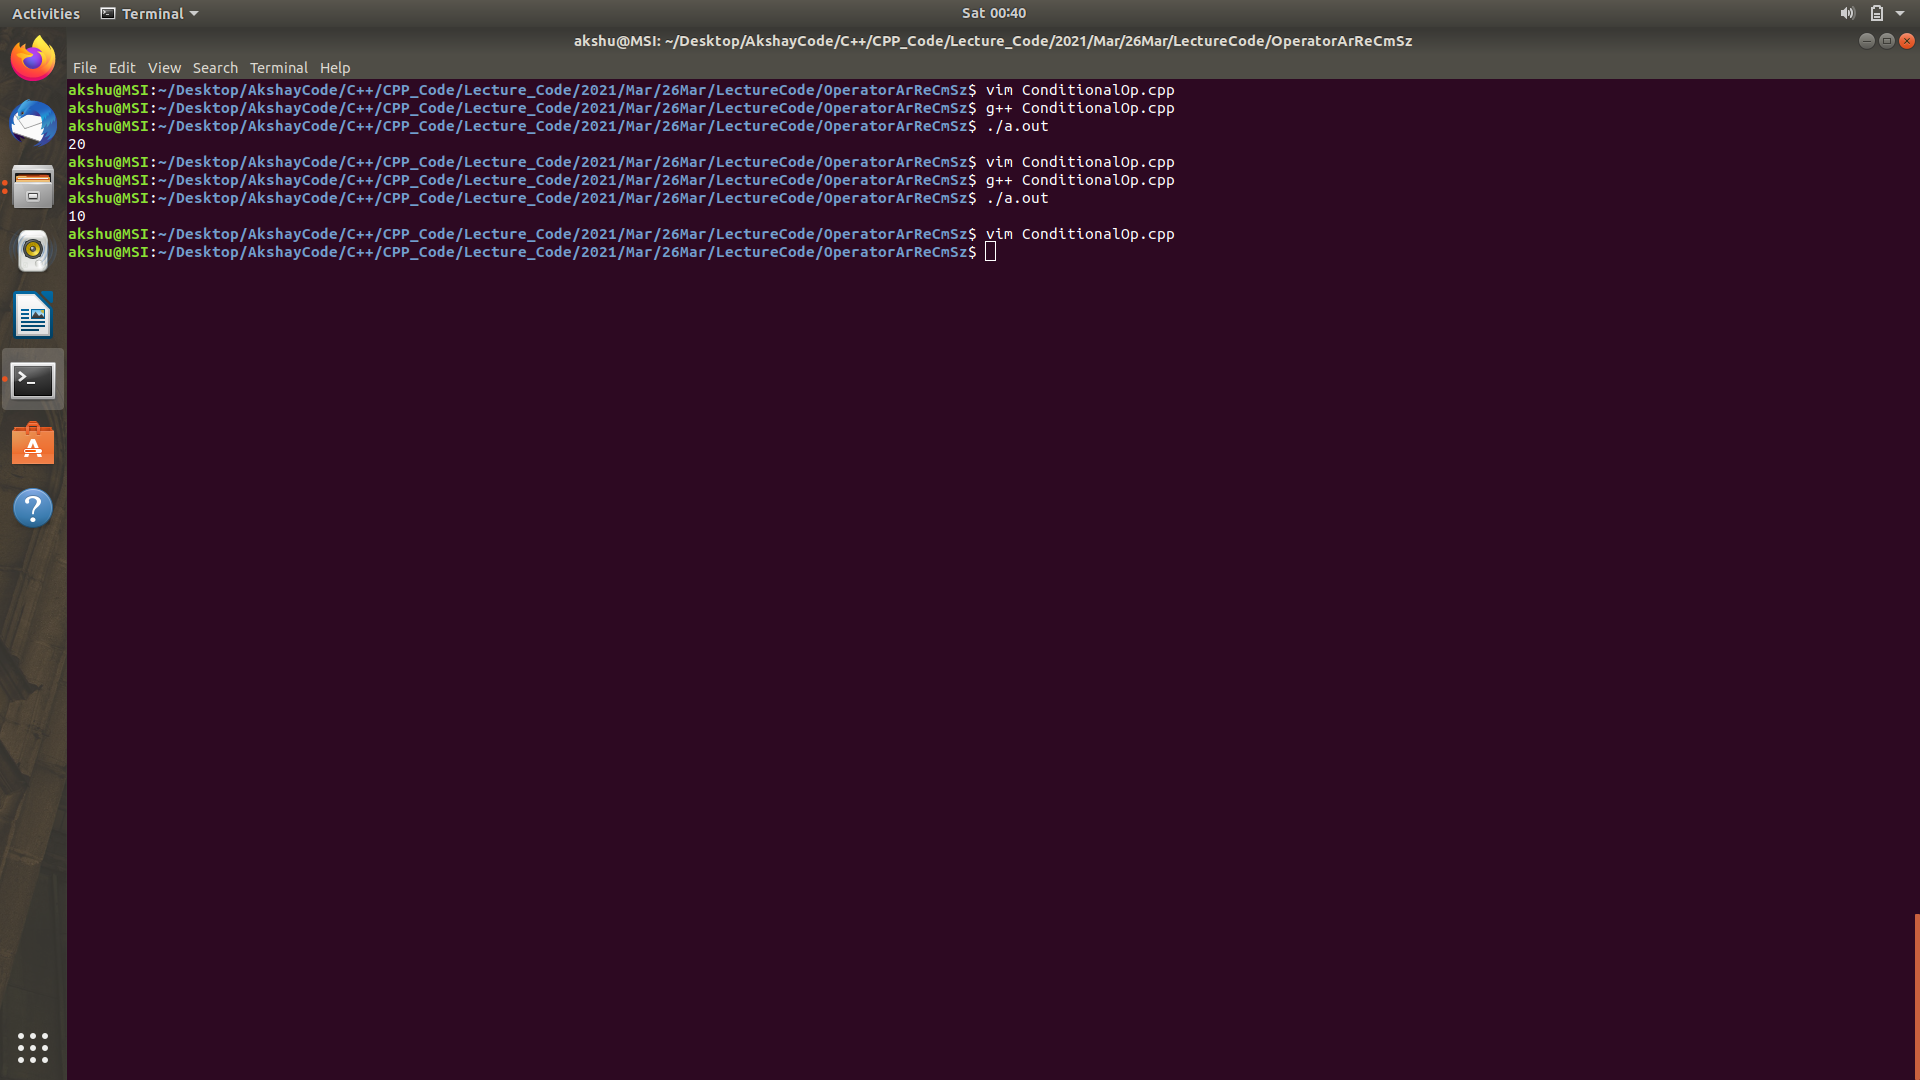 Activities Terminal Sat 00:40
akshu@MSI: ~/Desktop/AkshayCode/C++/CPP_Code/Lecture_Code/2021/Mar/26Mar/LectureCode/OperatorArReCmSz
File Edit View Search Terminal Help
akshu@MSI:~/Desktop/AkshayCode/C++/CPP_Code/Lecture_Code/2021/Mar/26Mar/LectureCode/OperatorArReCmSz$ vim ConditionalOp.cpp
akshu@MSI:~/Desktop/AkshayCode/C++/CPP_Code/Lecture_Code/2021/Mar/26Mar/LectureCode/OperatorArReCmSz$ g++ ConditionalOp.cpp
akshu@MSI:~/Desktop/AkshayCode/C++/CPP_Code/Lecture_Code/2021/Mar/26Mar/LectureCode/OperatorArReCmSz$ ./a.out
20
akshu@MSI:~/Desktop/AkshayCode/C++/CPP_Code/Lecture_Code/2021/Mar/26Mar/LectureCode/OperatorArReCmSz$ vim ConditionalOp.cpp
akshu@MSI:~/Desktop/AkshayCode/C++/CPP_Code/Lecture_Code/2021/Mar/26Mar/LectureCode/OperatorArReCmSz$ g++ ConditionalOp.cpp
akshu@MSI:~/Desktop/AkshayCode/C++/CPP_Code/Lecture_Code/2021/Mar/26Mar/LectureCode/OperatorArReCmSz$ ./a.out
10
akshu@MSI:~/Desktop/AkshayCode/C++/CPP_Code/Lecture_Code/2021/Mar/26Mar/LectureCode/OperatorArReCmSz$ vim ConditionalOp.cpp
akshu@MSI:~/Desktop/AkshayCode/C++/CPP_Code/Lecture_Code/2021/Mar/26Mar/LectureCode/OperatorArReCmSz$